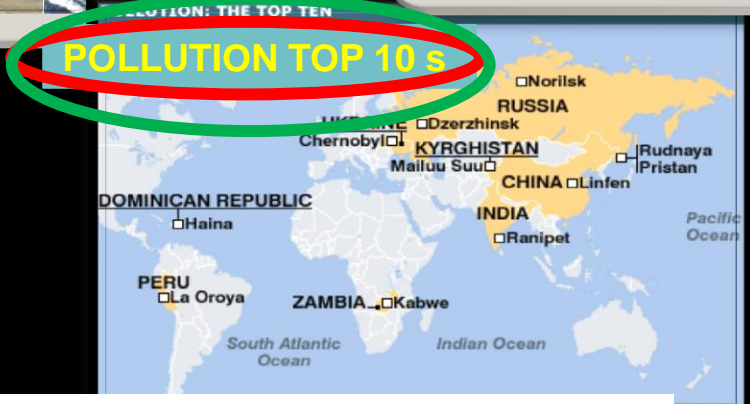 POLLUTION: THE TOP TEN
POLLUTION TOP 10 s
Norilsk
RUSSIA
UKRAINE
Dzerzhinsk
Chernobyl
KYRGHISTAN
Rudnaya
Pristan
Mailuu Suu
CHINA
Linfen
DOMINICAN REPUBLIC
Haina
INDIA
Ranipet
Pacific
Ocean
PERU
La Oroya
ZAMBIA
Kabwe
South Atlantic
Ocean
Indian Ocean